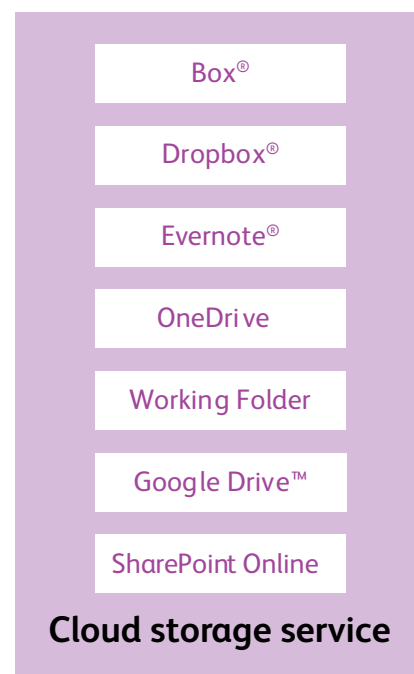 Box®
Dropbox®
Evernote®
OneDrive
Working Folder
Google Drive™
SharePoint Online
Cloud storage service